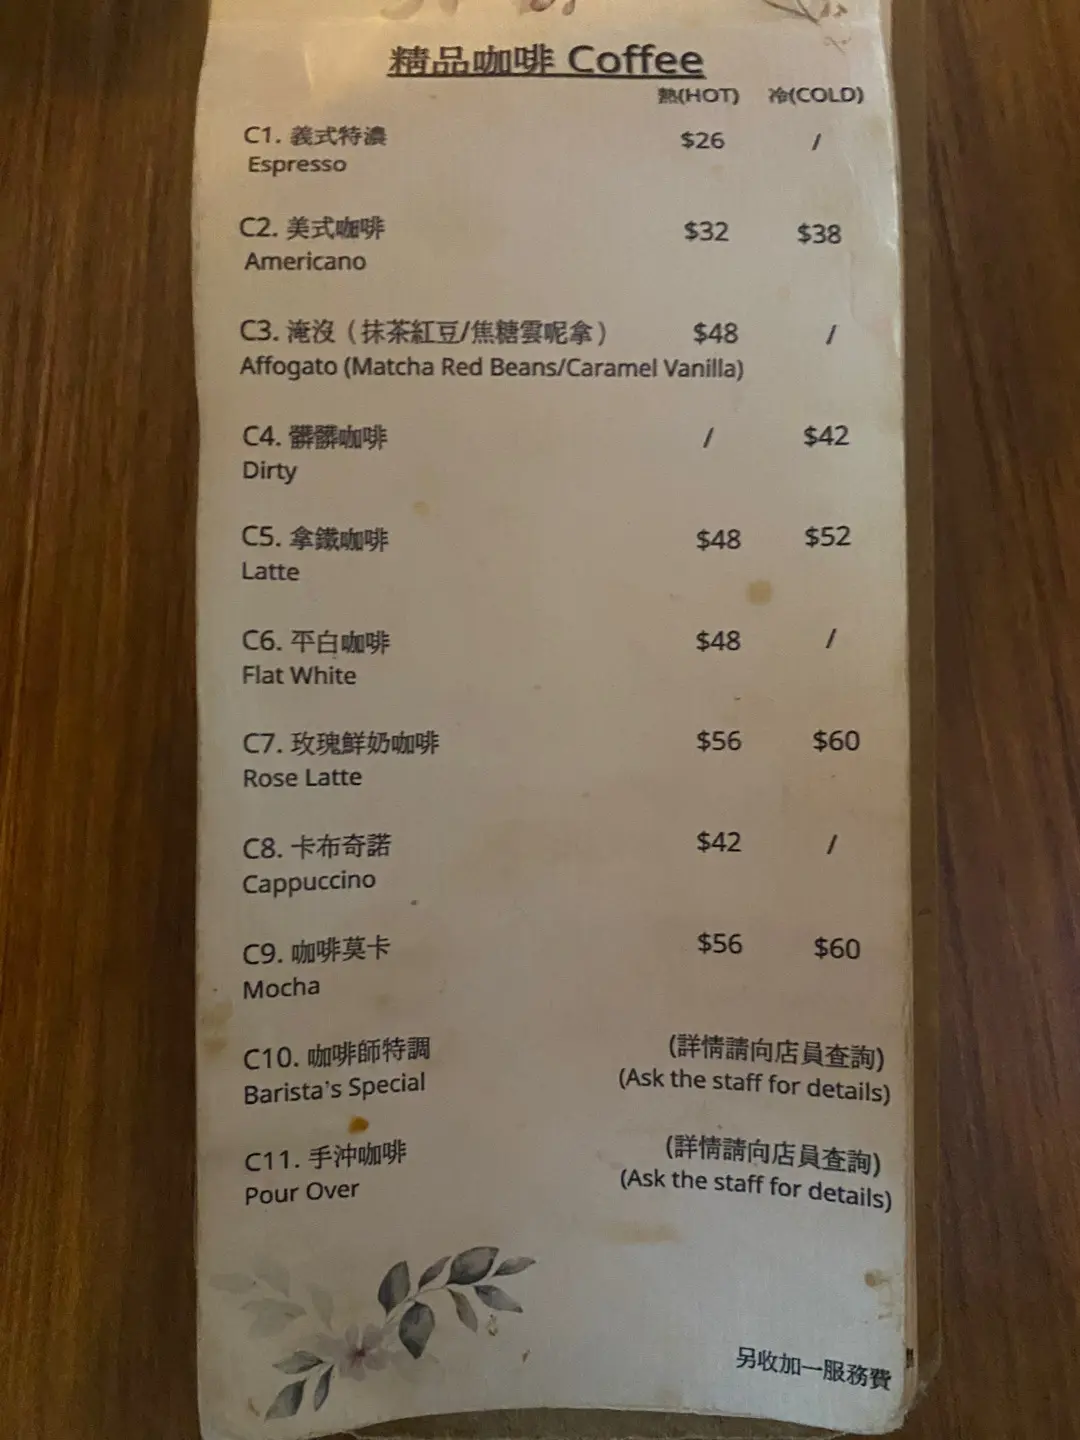 精品咖啡 Coffee
熱(HOT) 冷(COLD)
C1. 義式特濃 $26 /
Espresso
C2. 美式咖啡 $32 $38
Americano
C3. 淹沒（抹茶紅豆/焦糖雲呢拿） $48 /
Affogato (Matcha Red Beans/Caramel Vanilla)
C4. 髒髒咖啡 / $42
Dirty
C5. 拿鐵咖啡 $48 $52
Latte
C6. 平白咖啡 $48 /
Flat White
C7. 玫瑰鮮奶咖啡 $56 $60
Rose Latte
C8. 卡布奇諾 $42 /
Cappuccino
C9. 咖啡莫卡 $56 $60
Mocha
C10. 咖啡師特調 (詳情請向店員查詢)
Barista's Special (Ask the staff for details)
C11. 手沖咖啡 (詳情請向店員查詢)
Pour Over (Ask the staff for details)
另收加一服務費